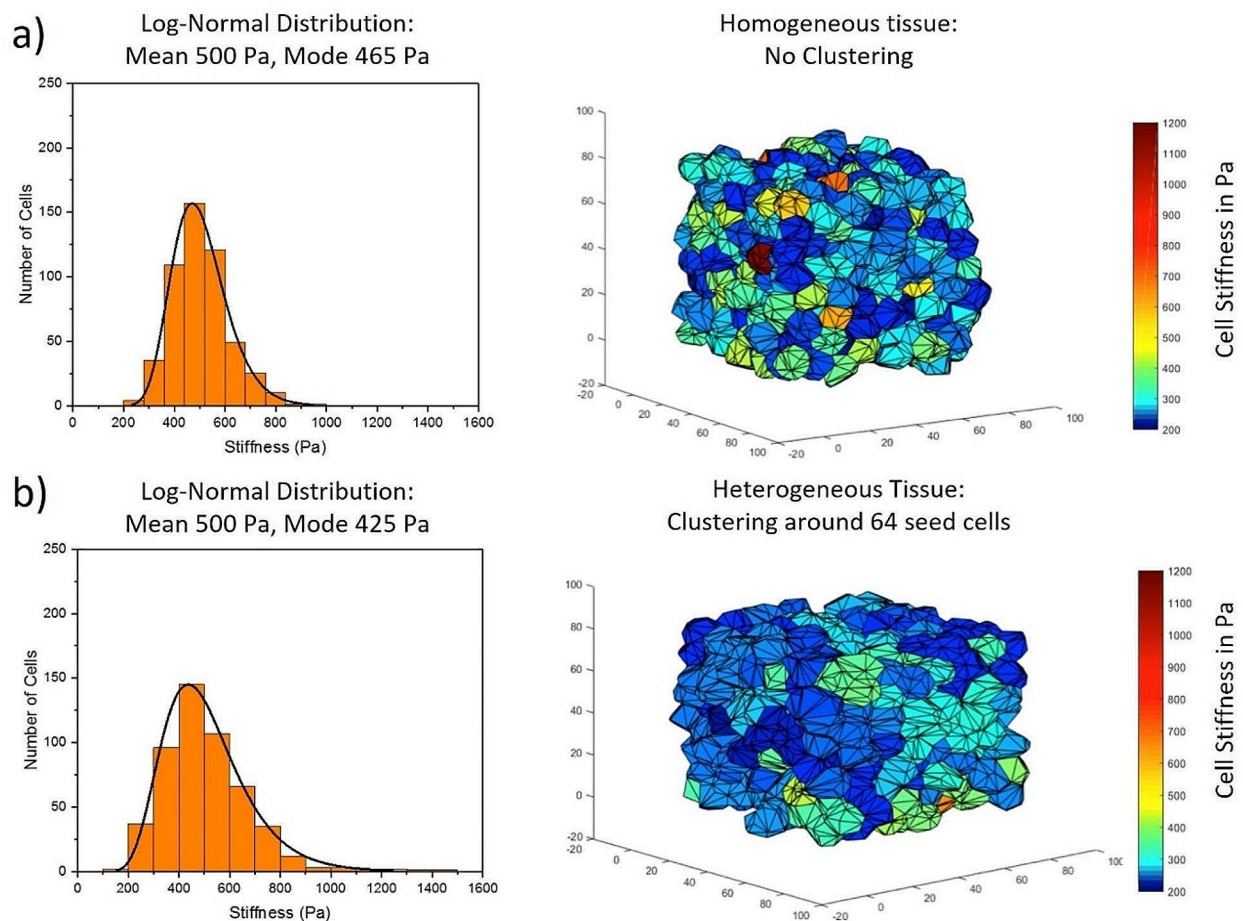 a)
Log-Normal Distribution:
Mean 500 Pa, Mode 465 Pa
Homogeneous tissue:
No Clustering
250
200
150
100
50
0
Number of Cells
0 200 400 600 800 1000 1200 1400 1600
Stiffness (Pa)
100
80
60
40
20
0
-20
-20 0 20 40 60 80 100
-20 0 20 40 60 80 100
1200
1100
1000
900
800
700
600
500
400
300
200
Cell Stiffness in Pa
b)
Log-Normal Distribution:
Mean 500 Pa, Mode 425 Pa
Heterogeneous Tissue:
Clustering around 64 seed cells
250
200
150
100
50
0
Number of Cells
0 200 400 600 800 1000 1200 1400 1600
Stiffness (Pa)
100
80
60
40
20
0
-20
-20 0 20 40 60 80 100
-20 0 20 40 60 80
1200
1100
1000
900
800
700
600
500
400
300
200
Cell Stiffness in Pa